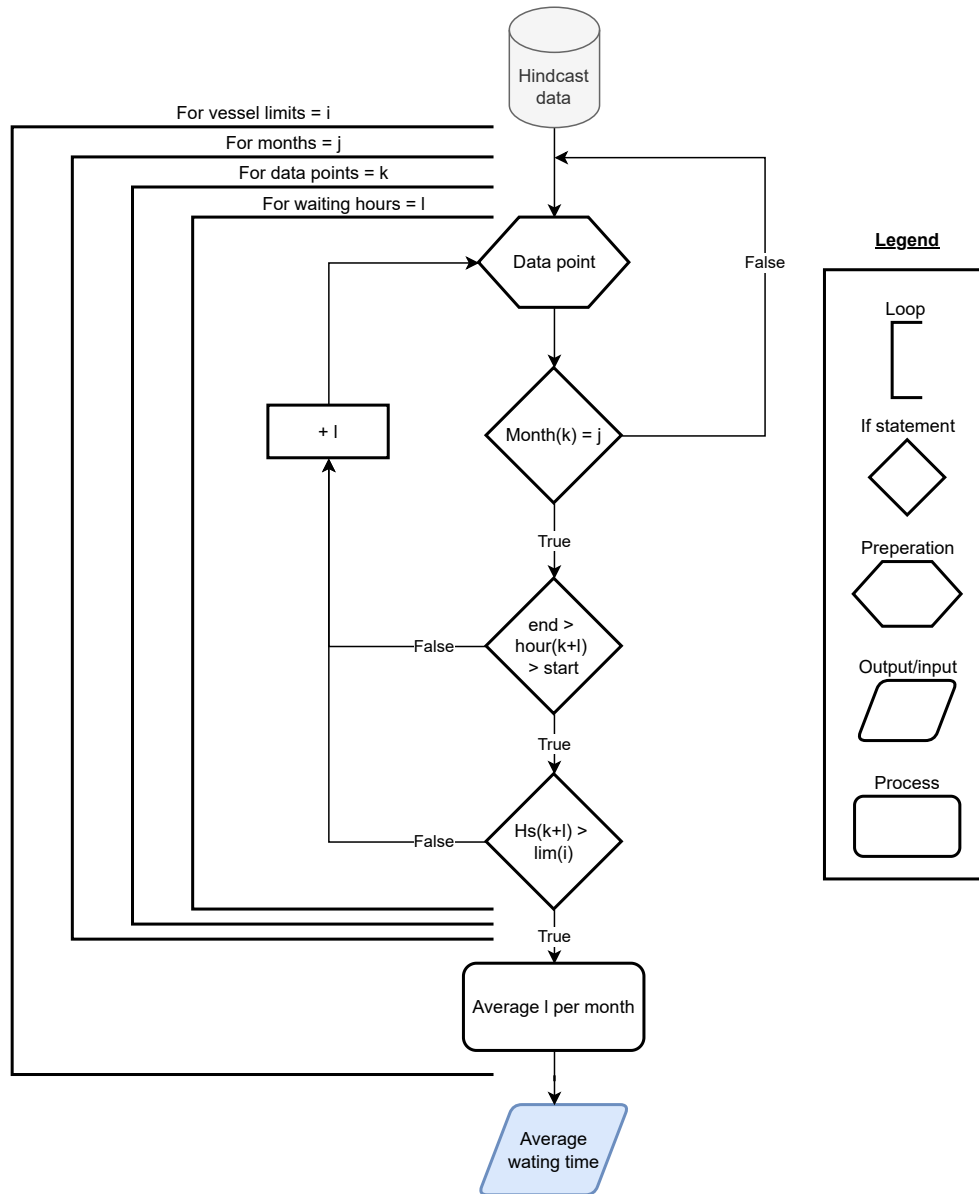 Hindcast
data
For vessel limits = i
For months = j
For data points = k
For waiting hours = l
Data point
False
Month(k) = j
+ l
True
end >
hour(k+l)
> start
False
True
Hs(k+l) >
lim(i)
False
True
Average l per month
Average
wating time
Legend
Loop
If statement
Preperation
Output/input
Process